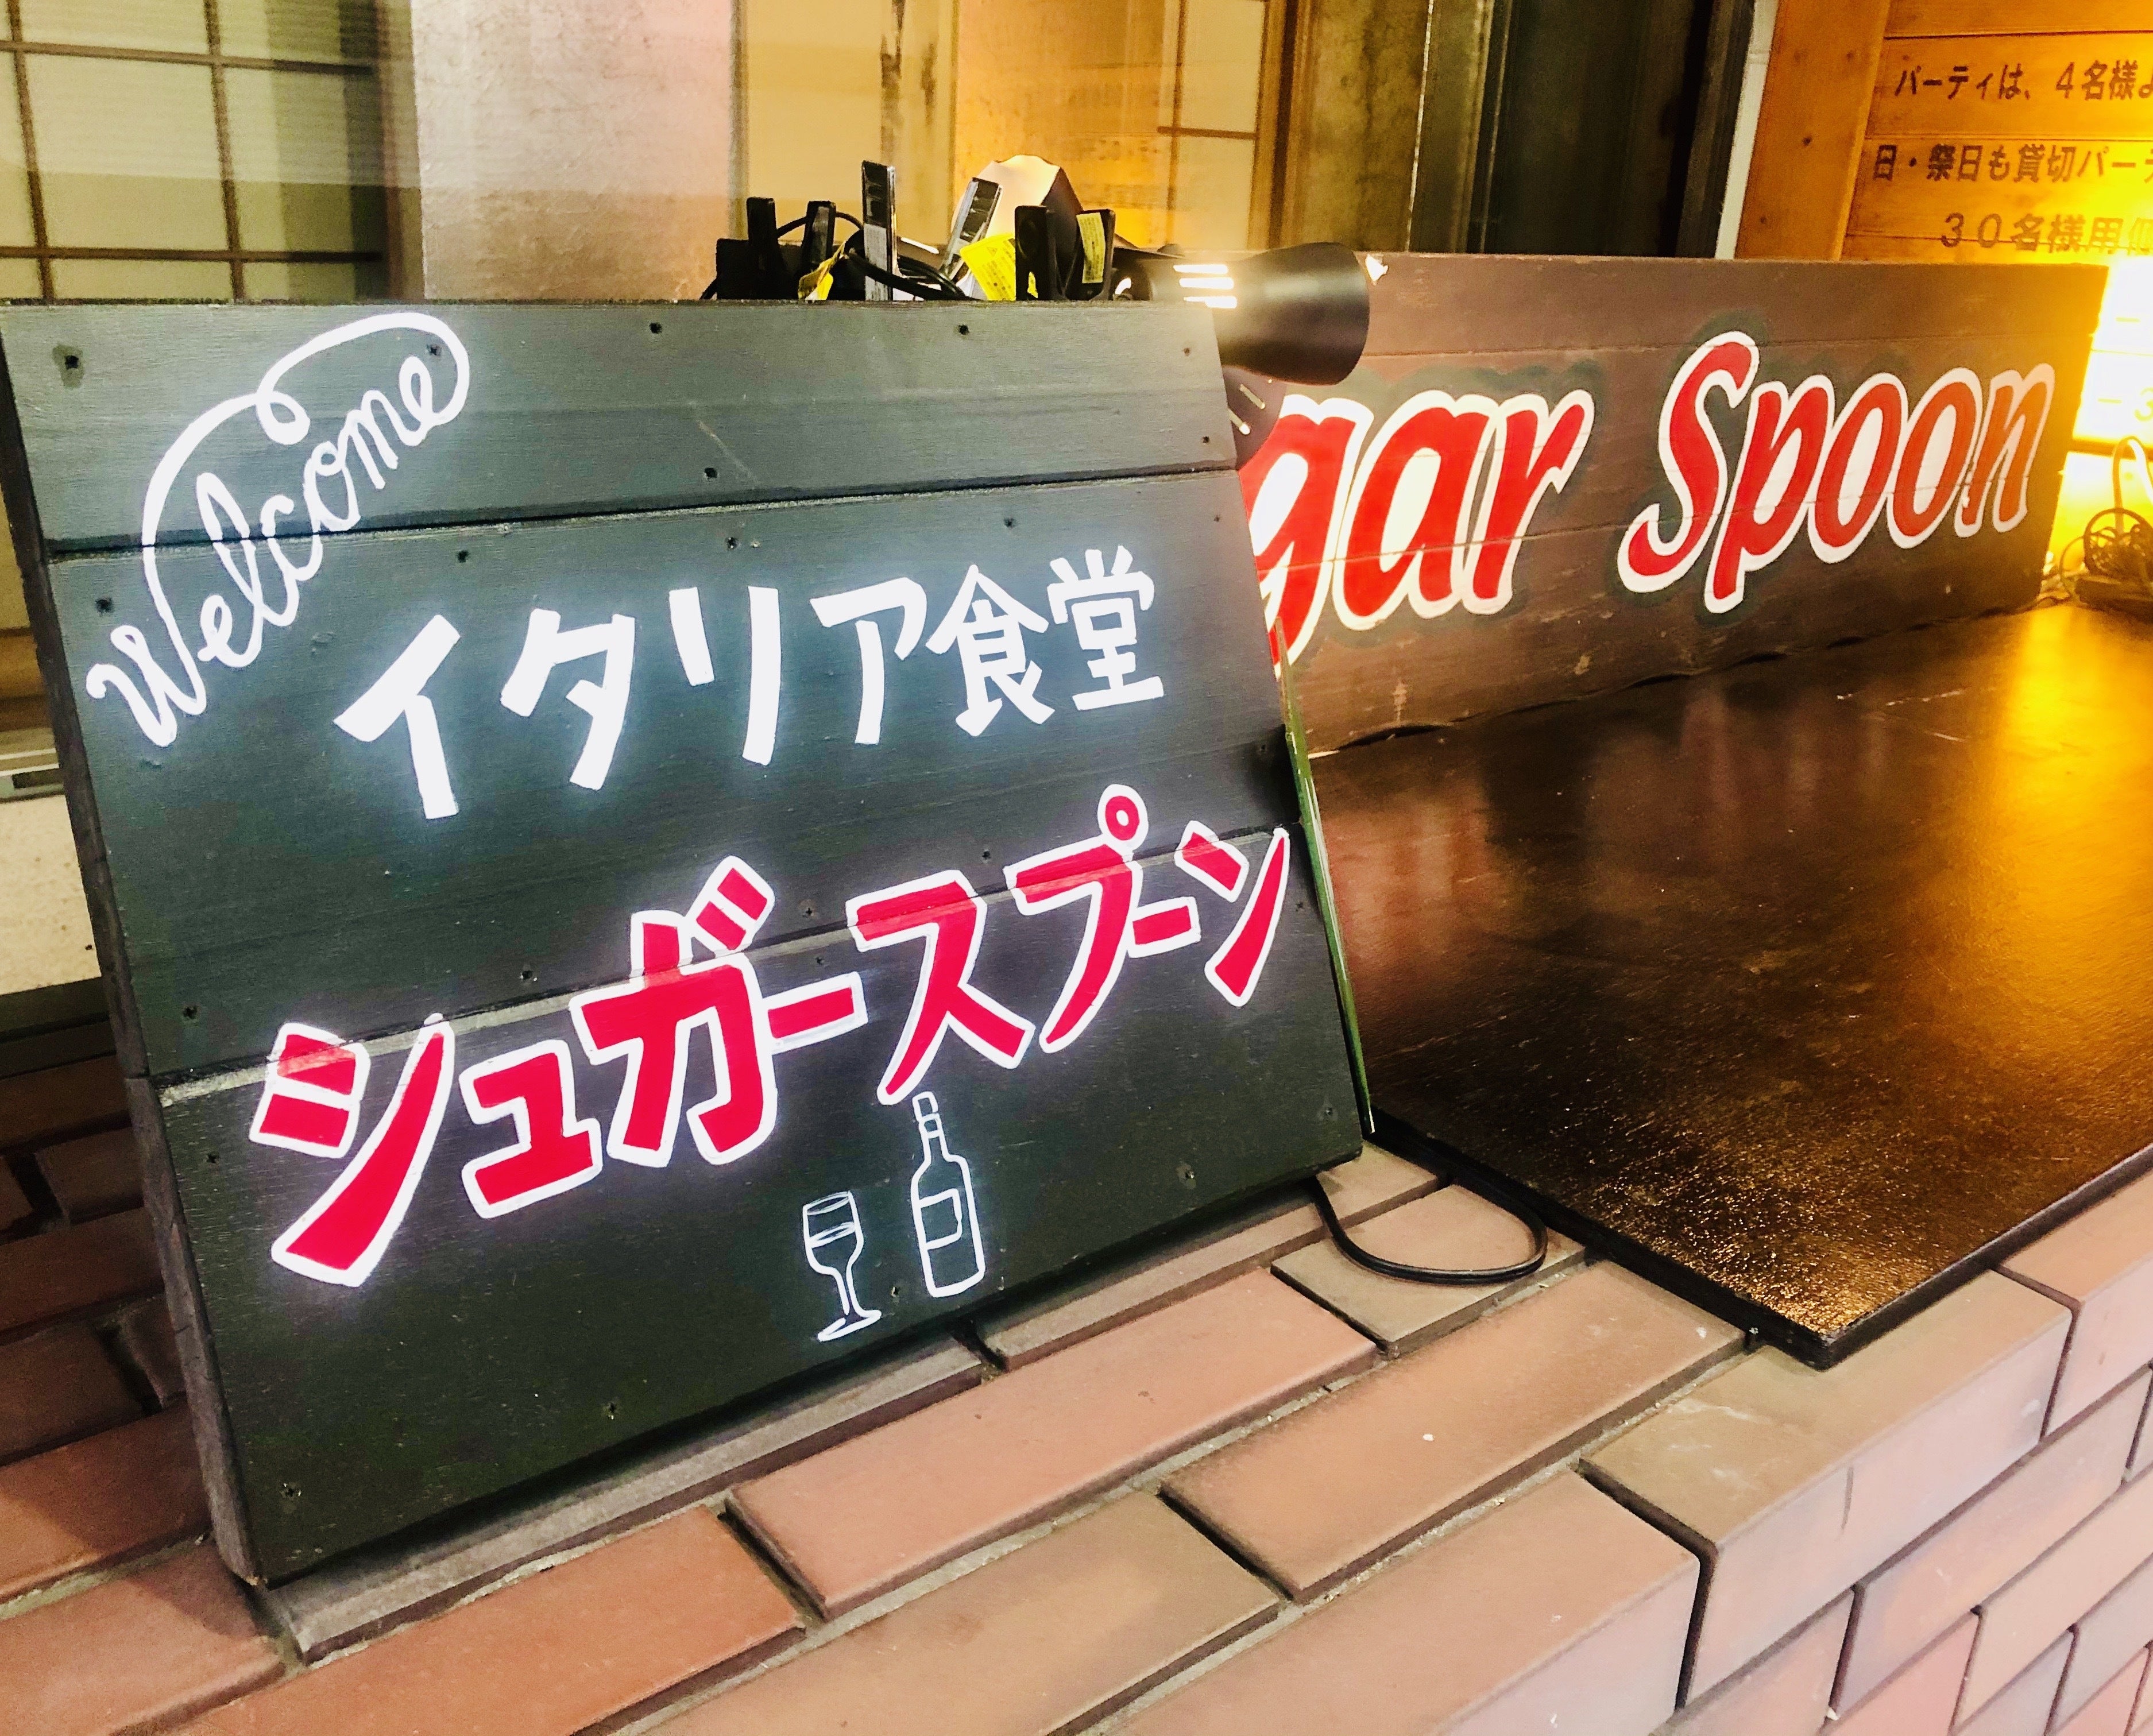 Welcome
イタリア食堂
シュガースプーン
gar Spoon
パーティは、4名様
日・祭日も貸切パー
30名様用